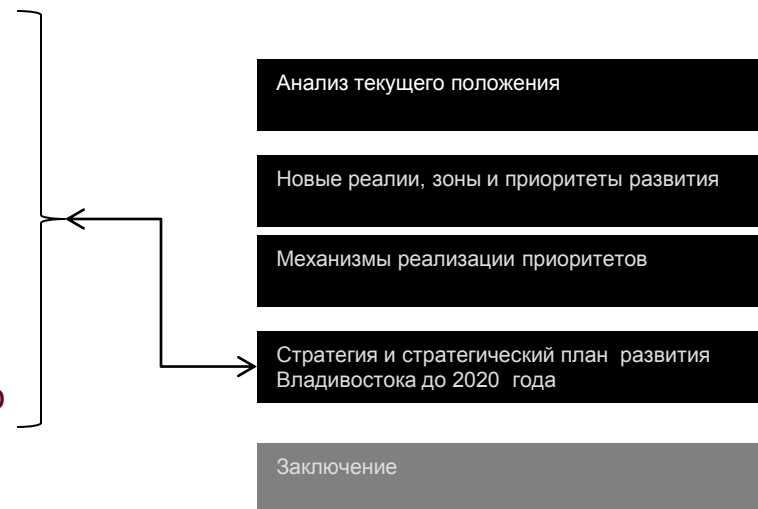 Анализ текущего положения
Новые реалии, зоны и приоритеты развития
Механизмы реализации приоритетов
Стратегия и стратегический план развития
Владивостока до 2020 года
Заключение